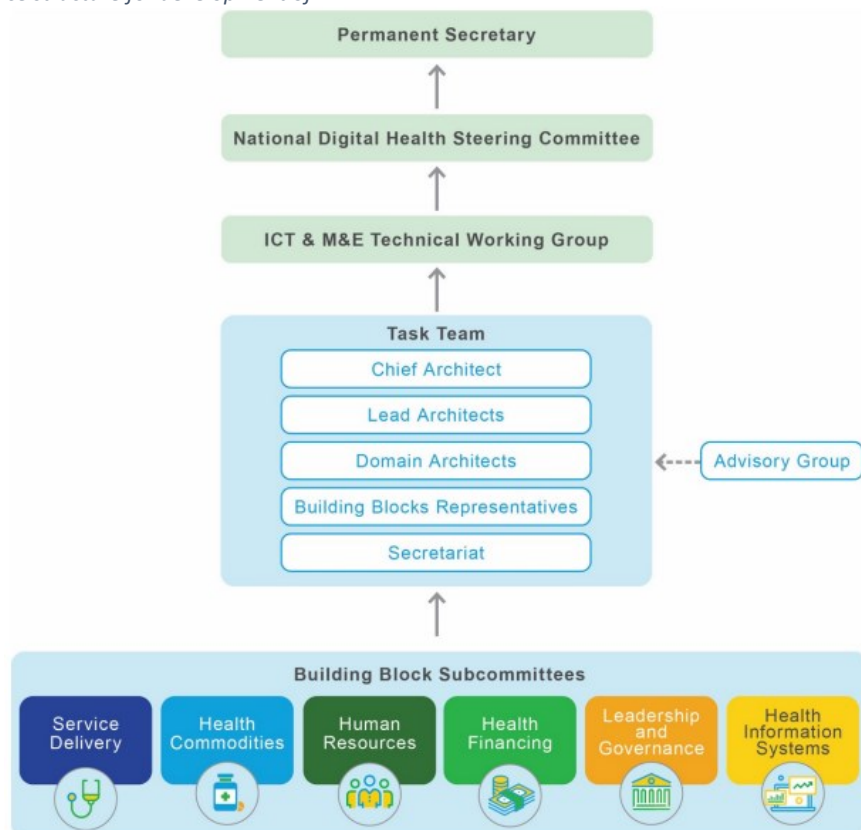 Permanent Secretary
National Digital Health Steering Committee
ICT & M&E Technical Working Group
Task Team
Chief Architect
Lead Architects
Domain Architects
Advisory Group
Building Blocks Representatives
Secretariat
Building Block Subcommittees
Service
Delivery
Health
Commodities
Human
Resources
Health
Financing
Leadership
and
Governance
Health
Information
Systems